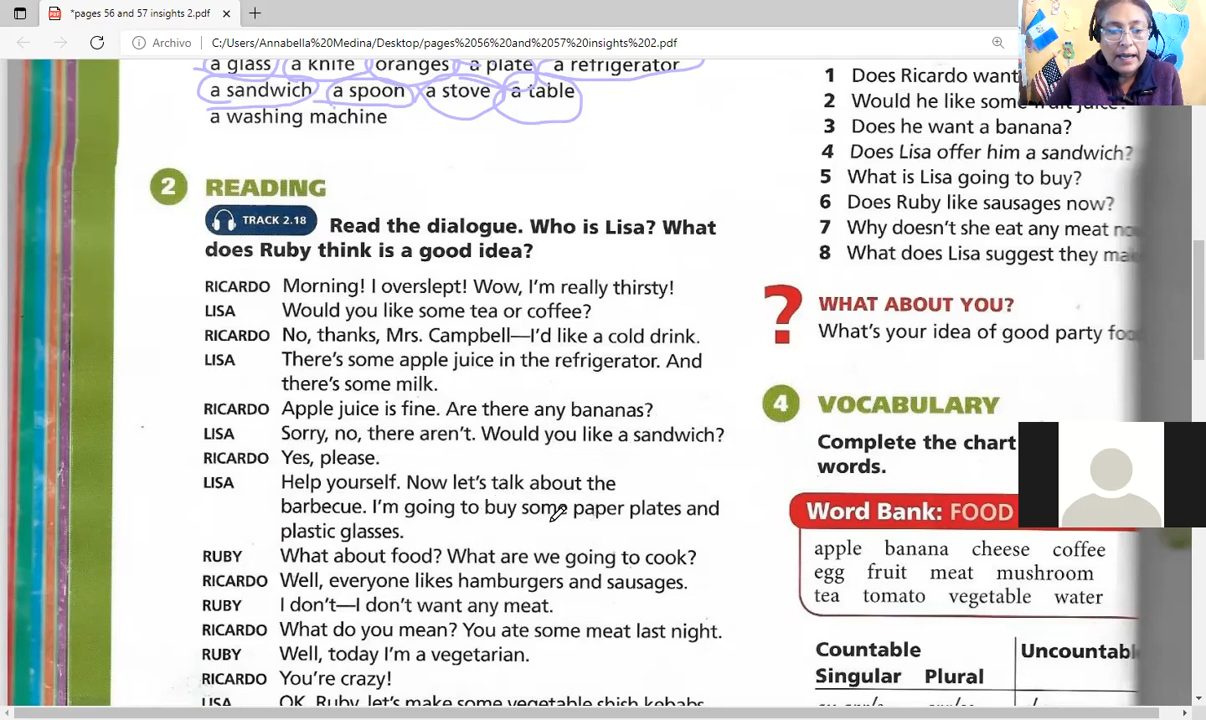 *pages 56 and 57 insights 2.pdf
Archivo C:/Users/Annabella%20Medina/Desktop/pages%2056%20and%2057%20insights%202.pdf
a glass a knife oranges a plate a refrigerator
a sandwich a spoon a stove a table
a washing machine
2 READING
TRACK 2.18 Read the dialogue. Who is Lisa? What
does Ruby think is a good idea?
RICARDO Morning! I overslept! Wow, I'm really thirsty!
LISA Would you like some tea or coffee?
RICARDO No, thanks, Mrs. Campbell—I'd like a cold drink.
LISA There's some apple juice in the refrigerator. And
there's some milk.
RICARDO Apple juice is fine. Are there any bananas?
LISA Sorry, no, there aren't. Would you like a sandwich?
RICARDO Yes, please.
LISA Help yourself. Now let's talk about the
barbecue. I'm going to buy some paper plates and
plastic glasses.
RUBY What about food? What are we going to cook?
RICARDO Well, everyone likes hamburgers and sausages.
RUBY I don't—I don't want any meat.
RICARDO What do you mean? You ate some meat last night.
RUBY Well, today I'm a vegetarian.
RICARDO You're crazy!
LISA OK, Ruby, let's make some vegetable shish kebabs
1 Does Ricardo want
2 Would he like some fruit juice?
3 Does he want a banana?
4 Does Lisa offer him a sandwich?
5 What is Lisa going to buy?
6 Does Ruby like sausages now?
7 Why doesn't she eat any meat
8 What does Lisa suggest they
? WHAT ABOUT YOU?
What's your idea of good party
4 VOCABULARY
Complete the chart
words.
Word Bank: FOOD
apple banana cheese coffee
egg fruit meat mushroom
tea tomato vegetable water
Countable Uncountab
Singular Plural